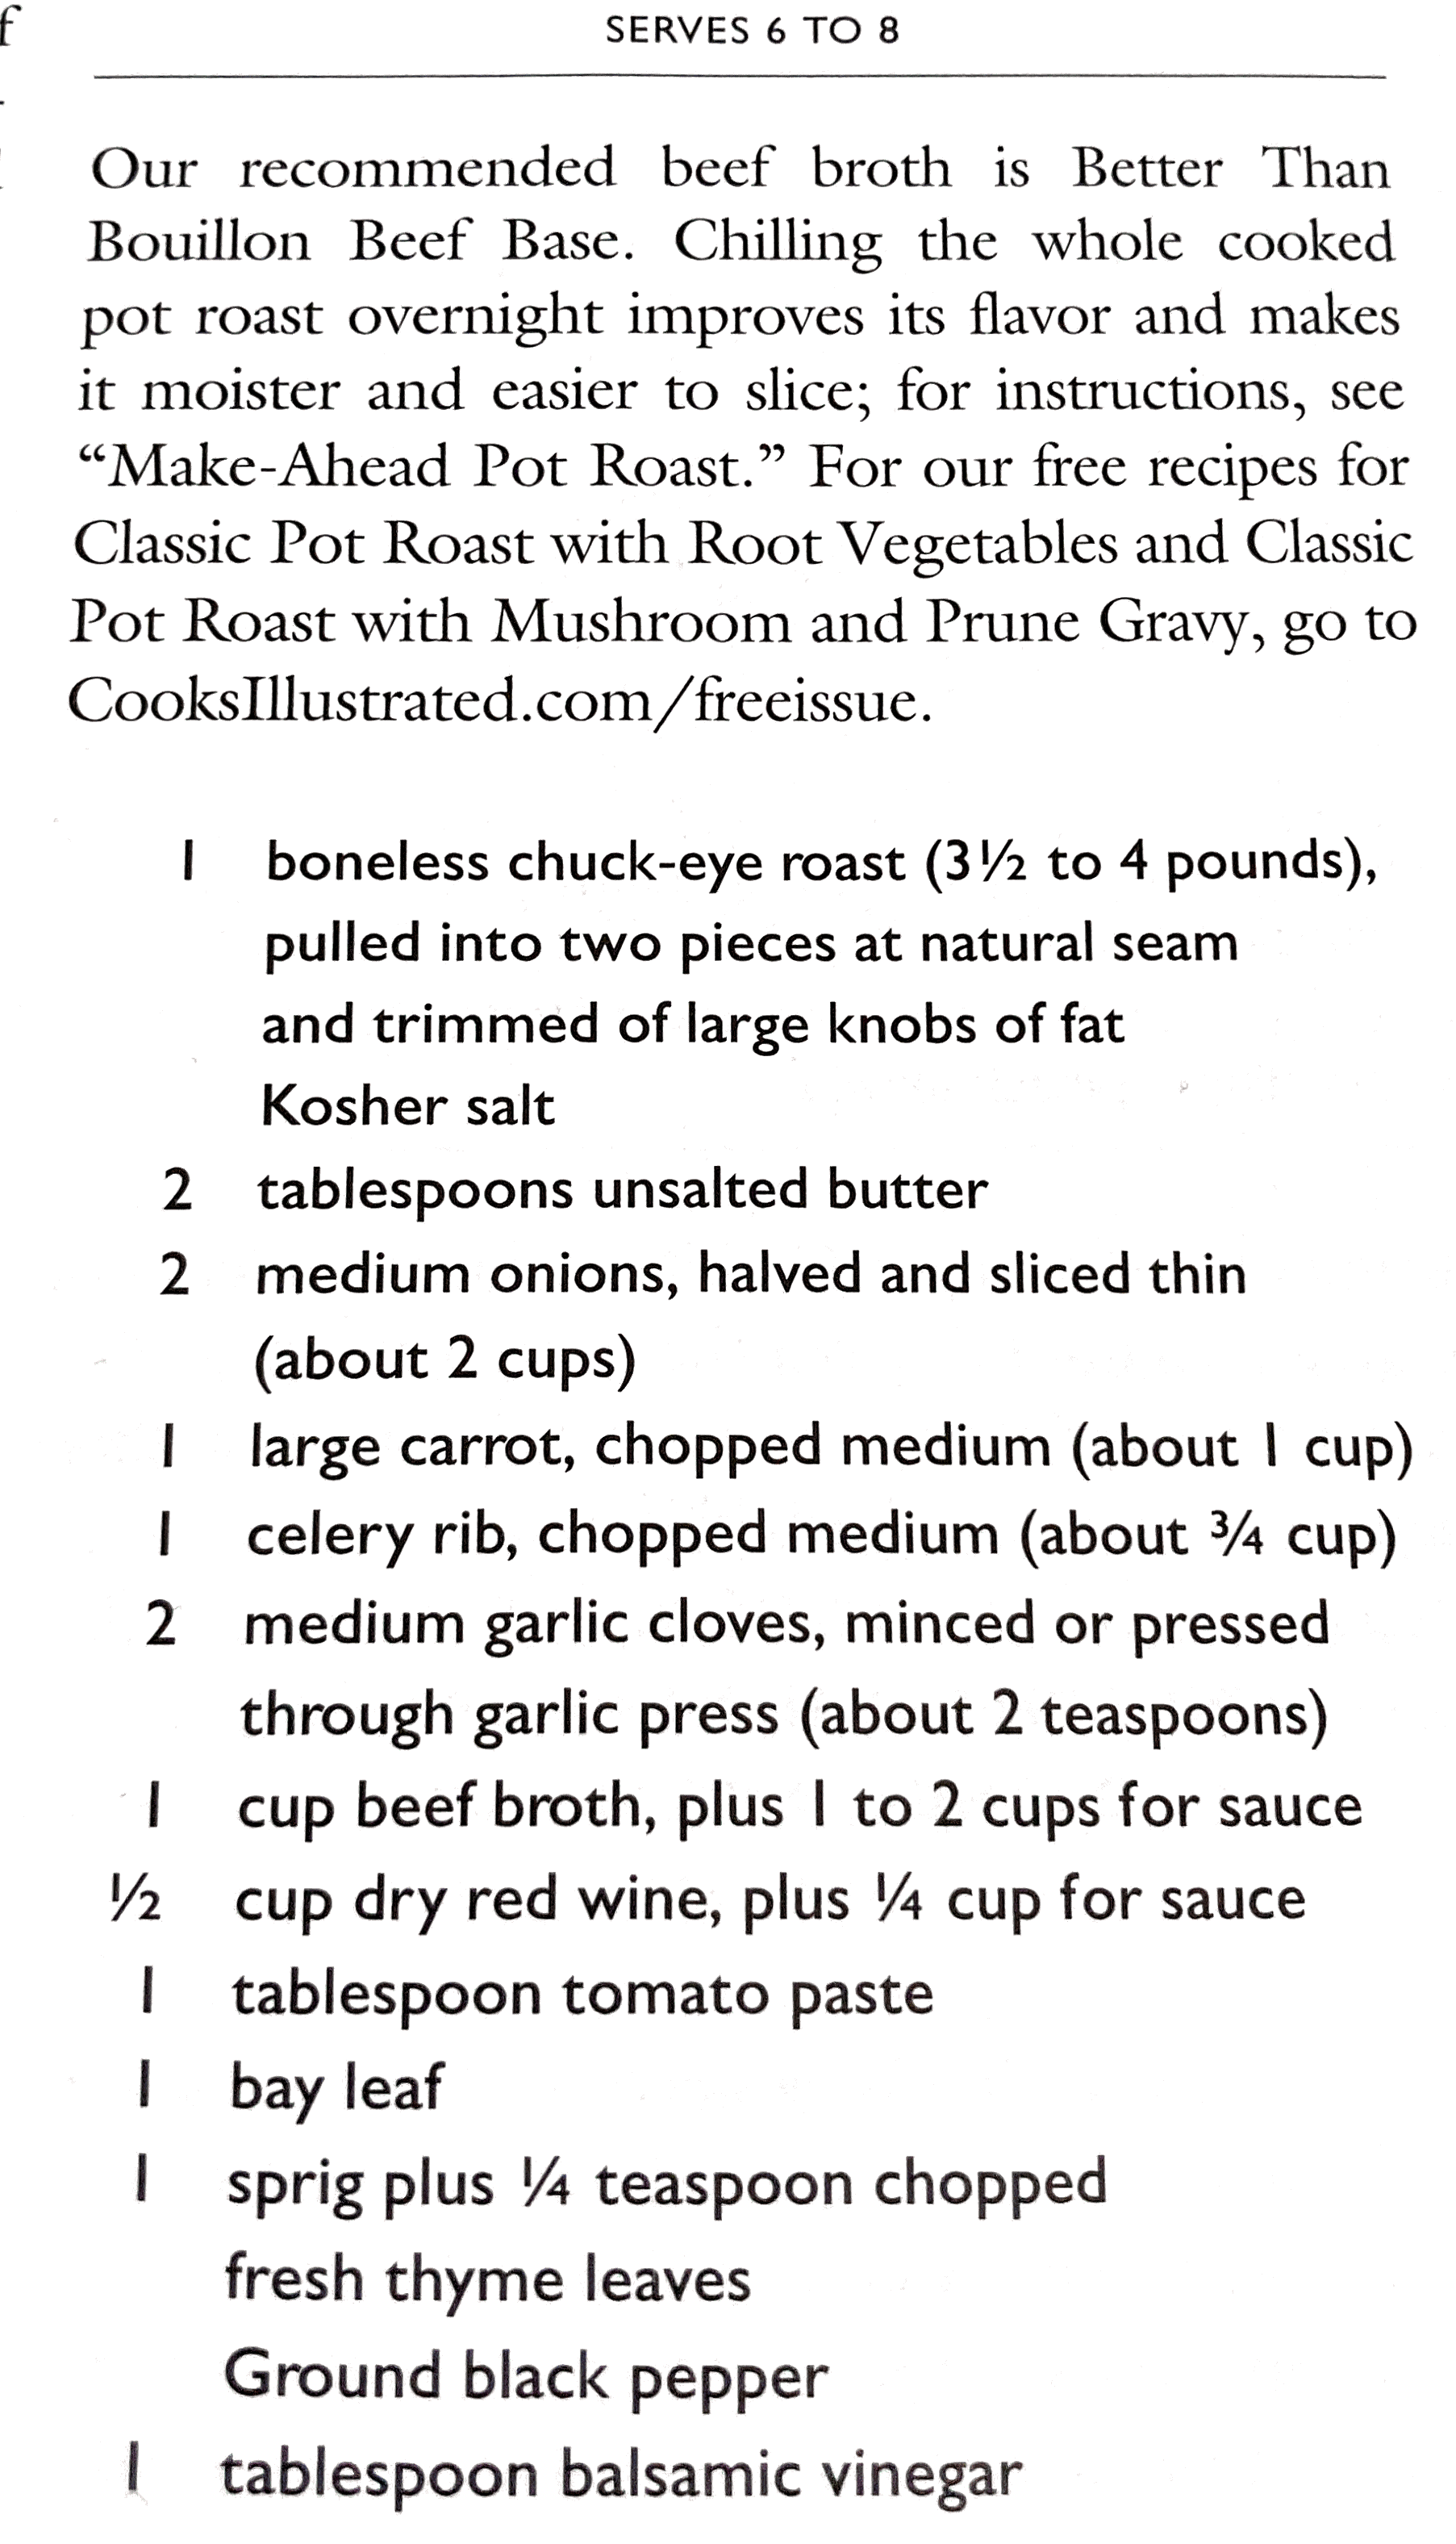 f
SERVES 6 TO 8
Our recommended beef broth is Better Than
Bouillon Beef Base. Chilling the whole cooked
pot roast overnight improves its flavor and makes
it moister and easier to slice; for instructions, see
“Make-Ahead Pot Roast.” For our free recipes for
Classic Pot Roast with Root Vegetables and Classic
Pot Roast with Mushroom and Prune Gravy, go to
CooksIllustrated.com/freeissue.
1 boneless chuck-eye roast (3½ to 4 pounds),
pulled into two pieces at natural seam
and trimmed of large knobs of fat
Kosher salt
2 tablespoons unsalted butter
2 medium onions, halved and sliced thin
(about 2 cups)
1 large carrot, chopped medium (about 1 cup)
1 celery rib, chopped medium (about ¾ cup)
2 medium garlic cloves, minced or pressed
through garlic press (about 2 teaspoons)
1 cup beef broth, plus 1 to 2 cups for sauce
½ cup dry red wine, plus ¼ cup for sauce
1 tablespoon tomato paste
1 bay leaf
1 sprig plus ¼ teaspoon chopped
fresh thyme leaves
Ground black pepper
1 tablespoon balsamic vinegar